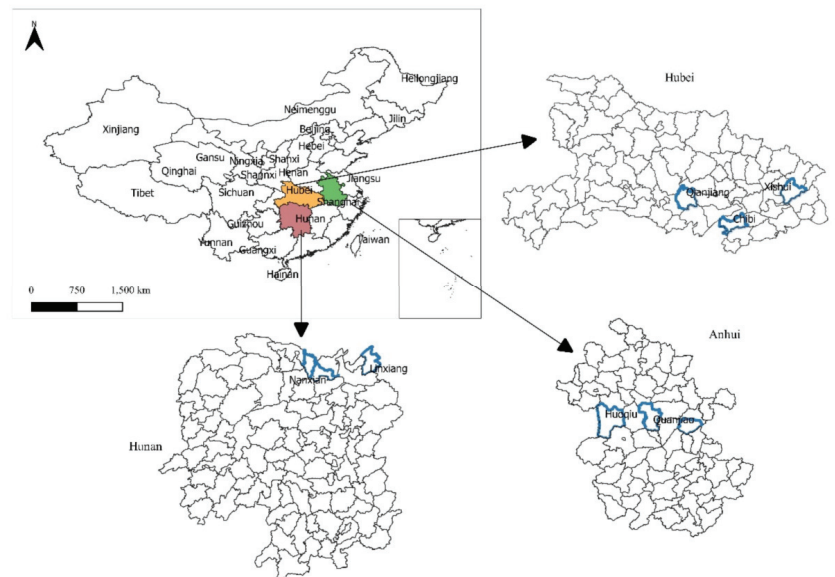 N
Heilongjiang
Neimenggu
Jilin
Xinjiang
Beijing
Hebei
Gansu
Ningxia
Shanxi
Qinghai
Shannxi
Henan
Jiangsu
Tibet
Sichuan
Hubei
Shanghai
Hunan
Guizhou
Yunnan
Guangxi
Taiwan
Hainan
0 750 1,500 km
Hubei
Qianjiang
Xishui
Chibi
Hunan
Nanxian
Linxiang
Anhui
Huoqiu
Quanjiao